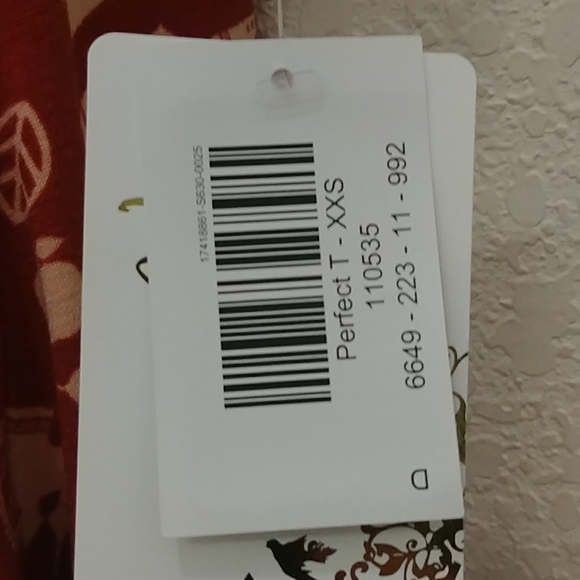 17418861-S630-0025
Perfect T - XXS
110535
6649 - 223 - 11 - 992
D